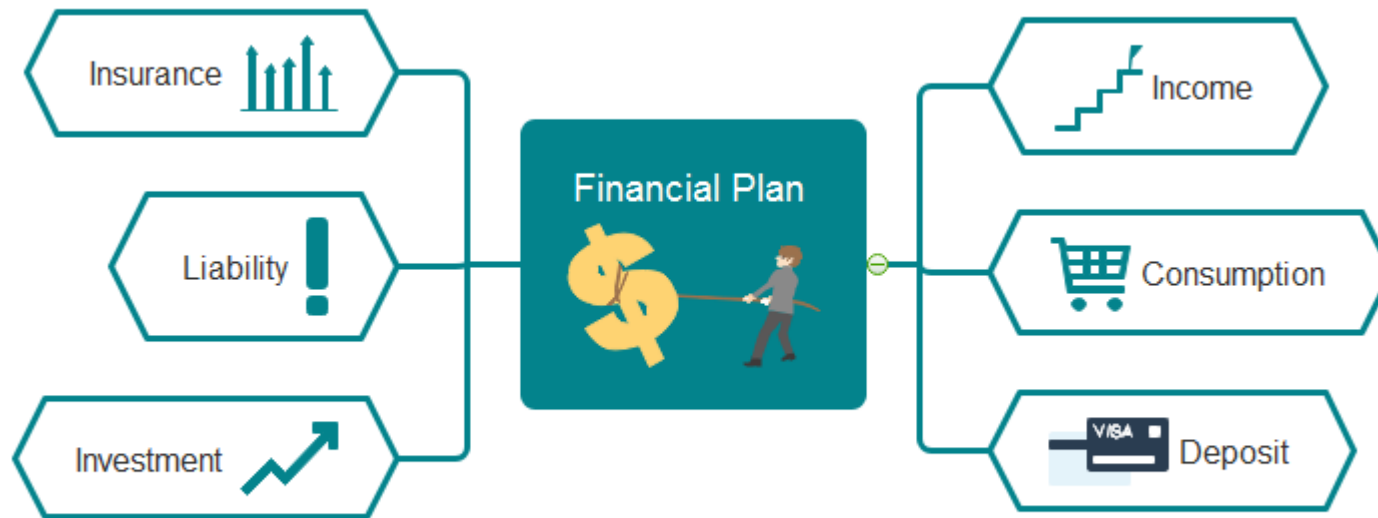 Insurance
Liability
Investment
Financial Plan
Income
Consumption
VISA
Deposit